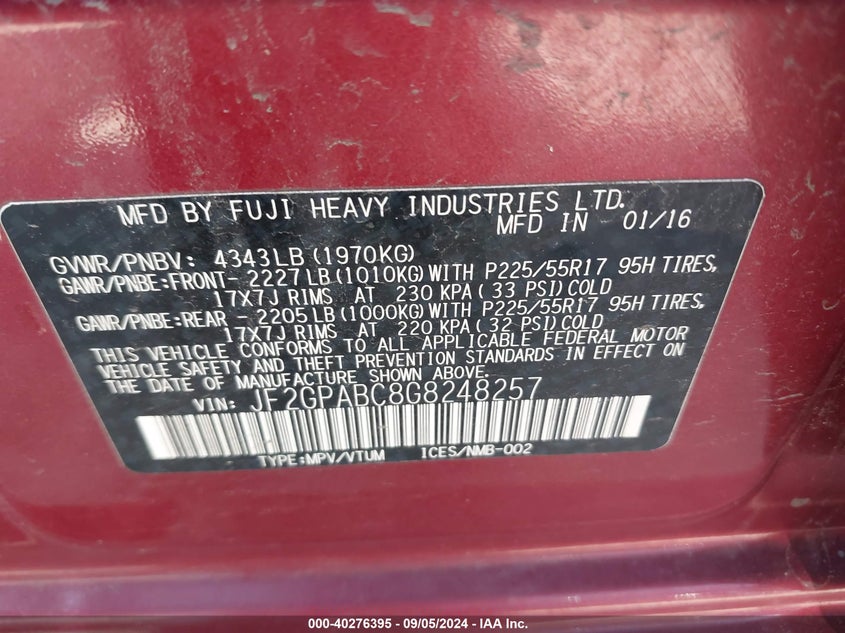 MFD BY FUJI HEAVY INDUSTRIES LTD.
MFD IN 01/16
GVWR/PNBV: 4343LB(1970KG)
GAWR/PNBE:FRONT- 2227LB(1010KG)WITH P225/55R17 95H TIRES,
17X7J RIMS AT 230 KPA( 33 PSI)COLD
GAWR/PNBE:REAR - 2205LB(1000KG)WITH P225/55R17 95H TIRES,
17X7J RIMS AT 220 KPA( 32 PSI)COLD
THIS VEHICLE CONFORMS TO ALL APPLICABLE FEDERAL MOTOR
VEHICLE SAFETY AND THEFT PREVENTION STANDARDS IN EFFECT ON
THE DATE OF MANUFACTURE SHOWN ABOVE.
VIN: JF2GPABC8G8248257
TYPE:MPV/VTUM ICES/NMB-002
000-40276395 - 09/05/2024 - IAA Inc.